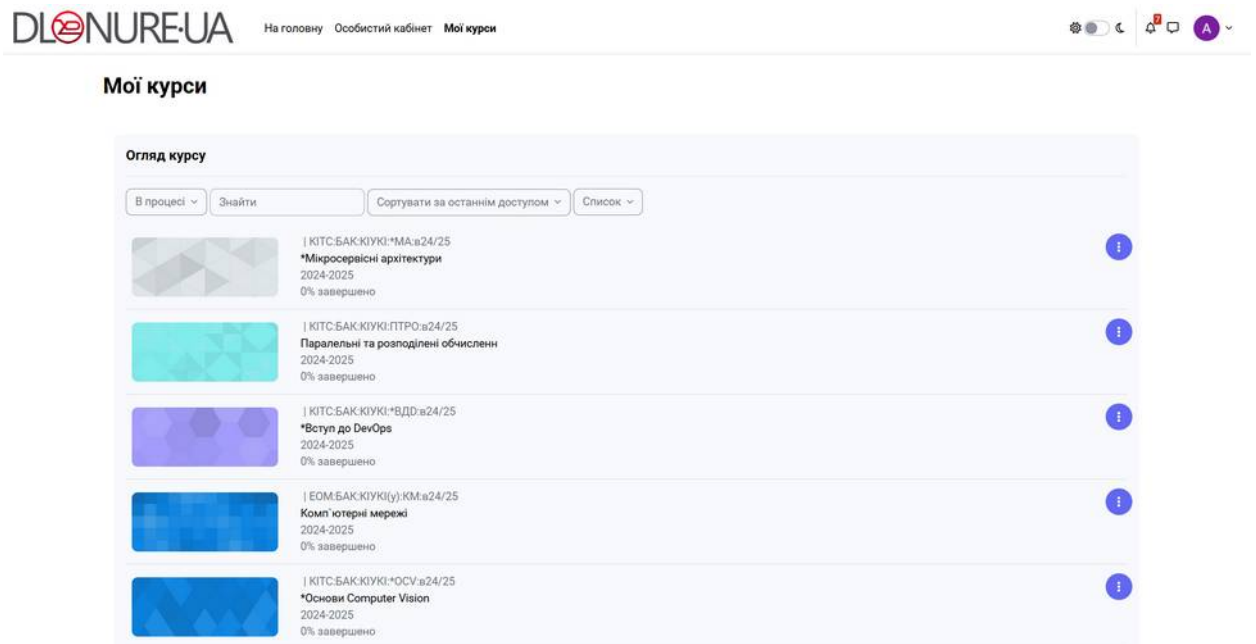 DL NURE·UA
На головну Особистий кабінет Мої курси
7
A
Мої курси
Огляд курсу
В процесі Знайти Сортувати за останнім доступом Список
| КІТС:БАК:КІУКІ:*МА:в24/25
*Мікросервісні архітектури
2024-2025
0% завершено
| КІТС:БАК:КІУКІ:ПТРО:в24/25
Паралельні та розподілені обчисленн
2024-2025
0% завершено
| КІТС:БАК:КІУКІ:*ВДD:в24/25
*Вступ до DevOps
2024-2025
0% завершено
| ЕОМ:БАК:КІУКІ(у):КМ:в24/25
Комп`ютерні мережі
2024-2025
0% завершено
| КІТС:БАК:КІУКІ:*ОCV:в24/25
*Основи Computer Vision
2024-2025
0% завершено